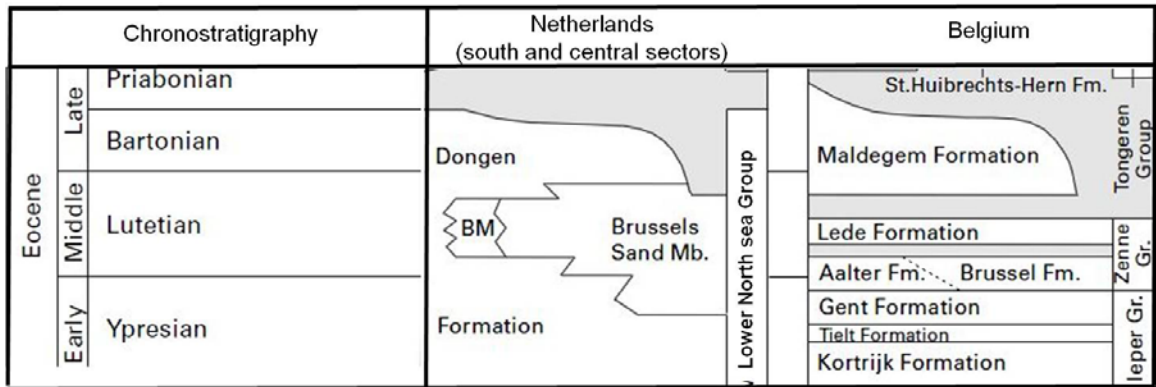 Chronostratigraphy
Netherlands
(south and central sectors)
Belgium
Eocene
Late
Middle
Early
Priabonian
Bartonian
Lutetian
Ypresian
Dongen
BM
Brussels
Sand Mb.
Formation
Lower North sea Group
St.Huibrechts-Hern Fm.
Maldegem Formation
Lede Formation
Aalter Fm.
Brussel Fm.
Gent Formation
Tielt Formation
Kortrijk Formation
Tongeren
Group
Zenne
Gr.
Ieper Gr.